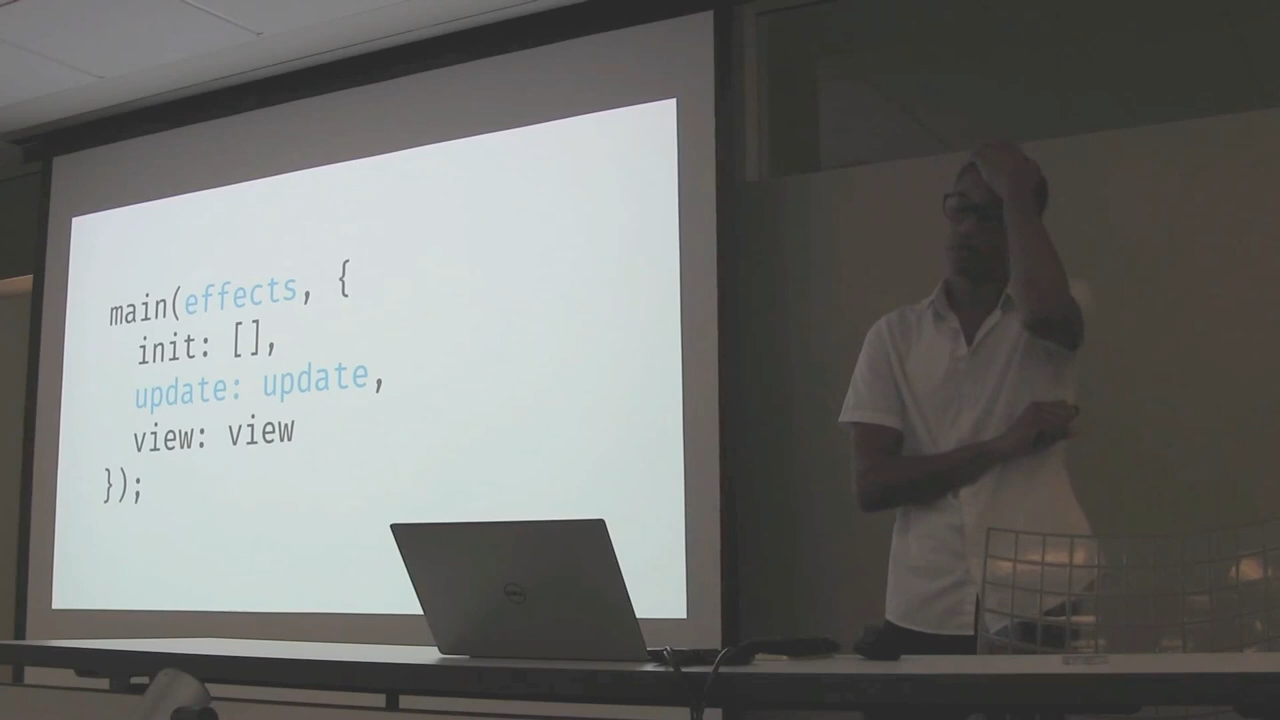 main(effects, {
  init: [],
  update: update,
  view: view
});
DELL